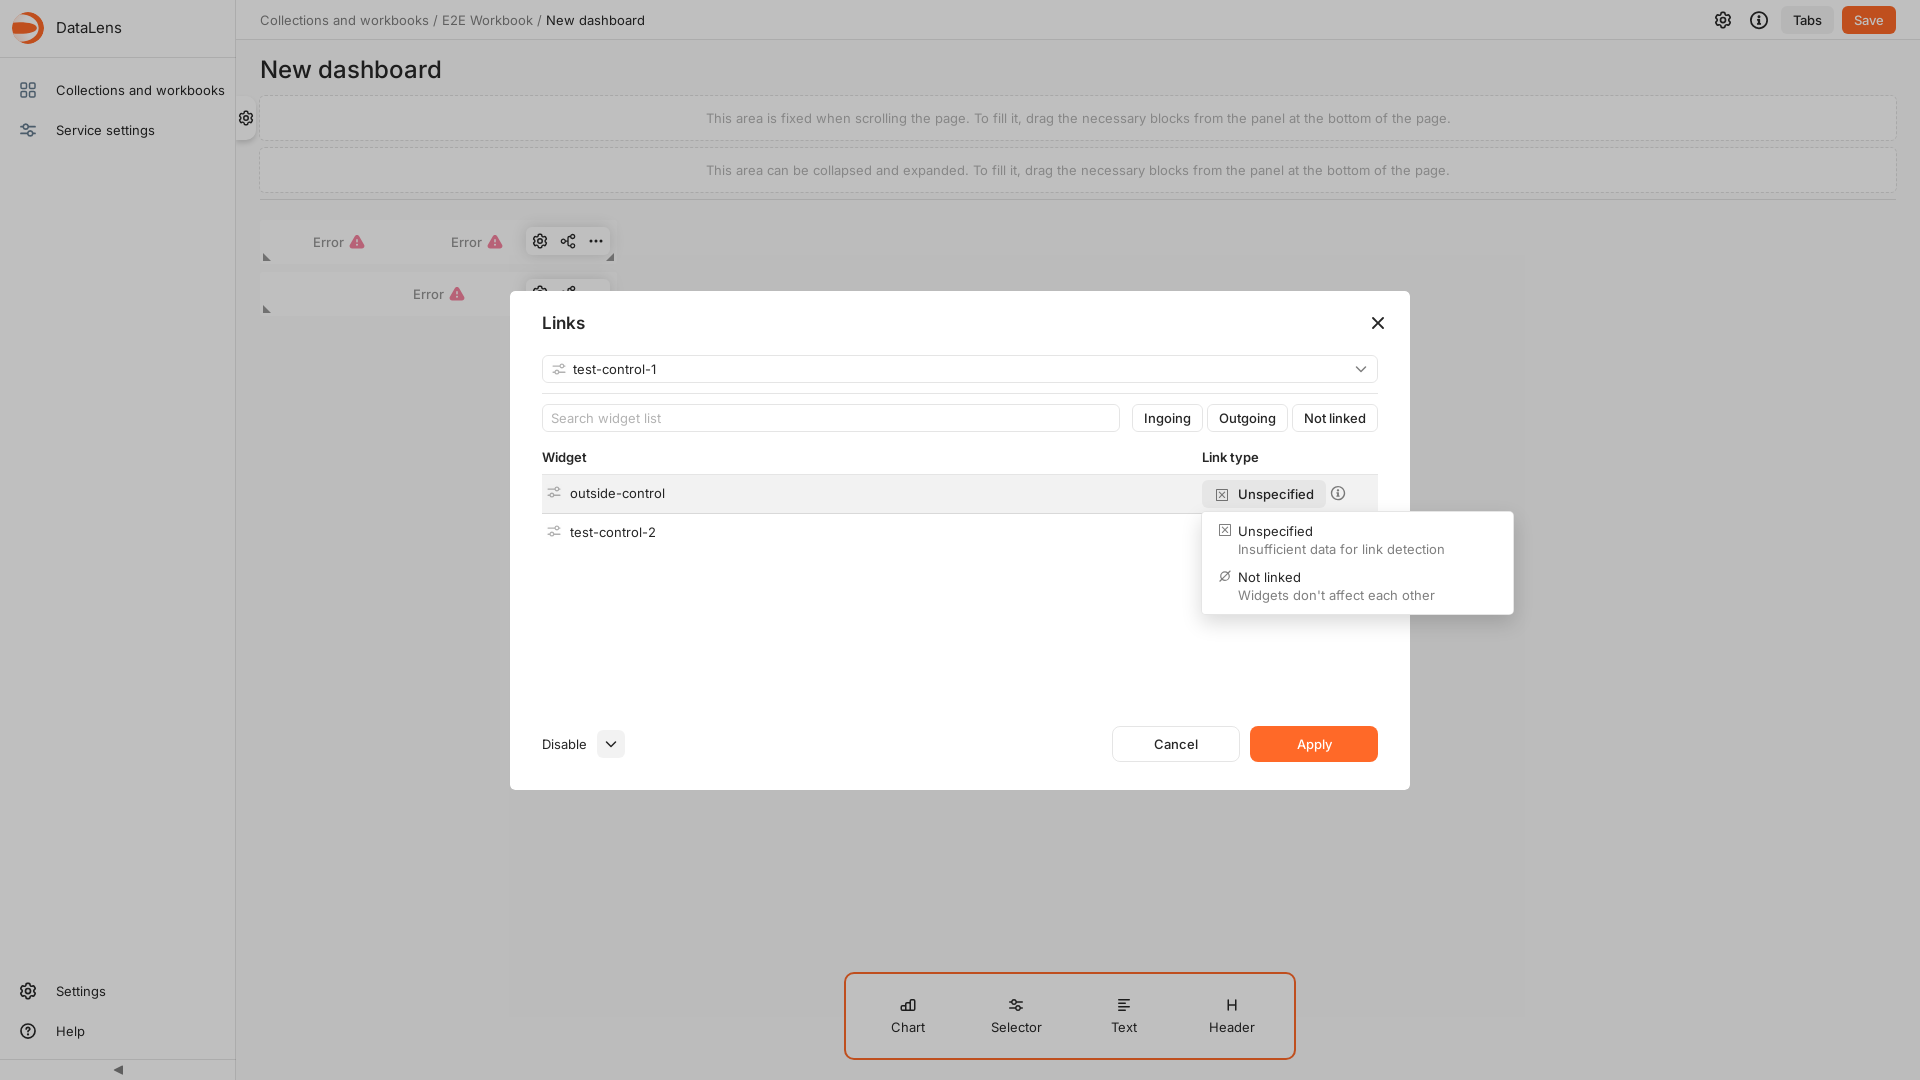 DataLens
Collections and workbooks / E2E Workbook / New dashboard
Tabs
Save
Collections and workbooks
Service settings
New dashboard
This area is fixed when scrolling the page. To fill it, drag the necessary blocks from the panel at the bottom of the page.
This area can be collapsed and expanded. To fill it, drag the necessary blocks from the panel at the bottom of the page.
Error
Error
Error
Links
test-control-1
Search widget list
Ingoing
Outgoing
Not linked
Widget
Link type
outside-control
Unspecified
test-control-2
Unspecified
Insufficient data for link detection
Not linked
Widgets don't affect each other
Disable
Cancel
Apply
Settings
Help
Chart
Selector
Text
Header